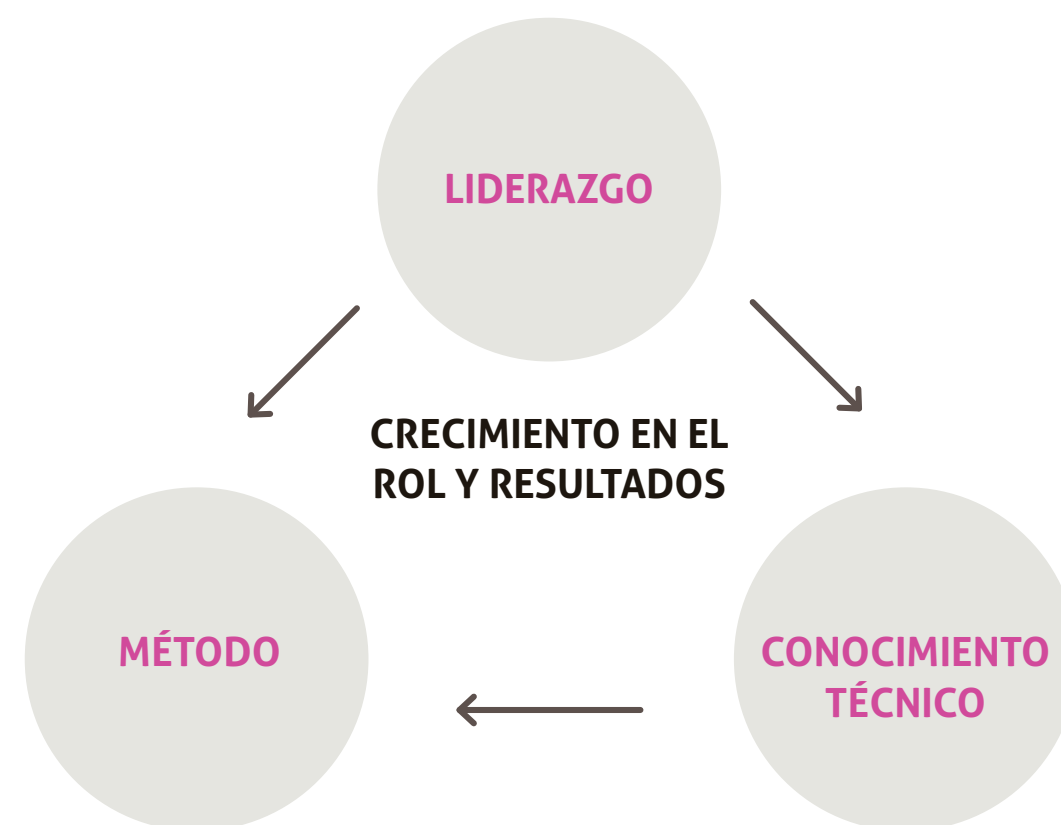 LIDERAZGO
CRECIMIENTO EN EL
ROL Y RESULTADOS
MÉTODO
CONOCIMIENTO
TÉCNICO